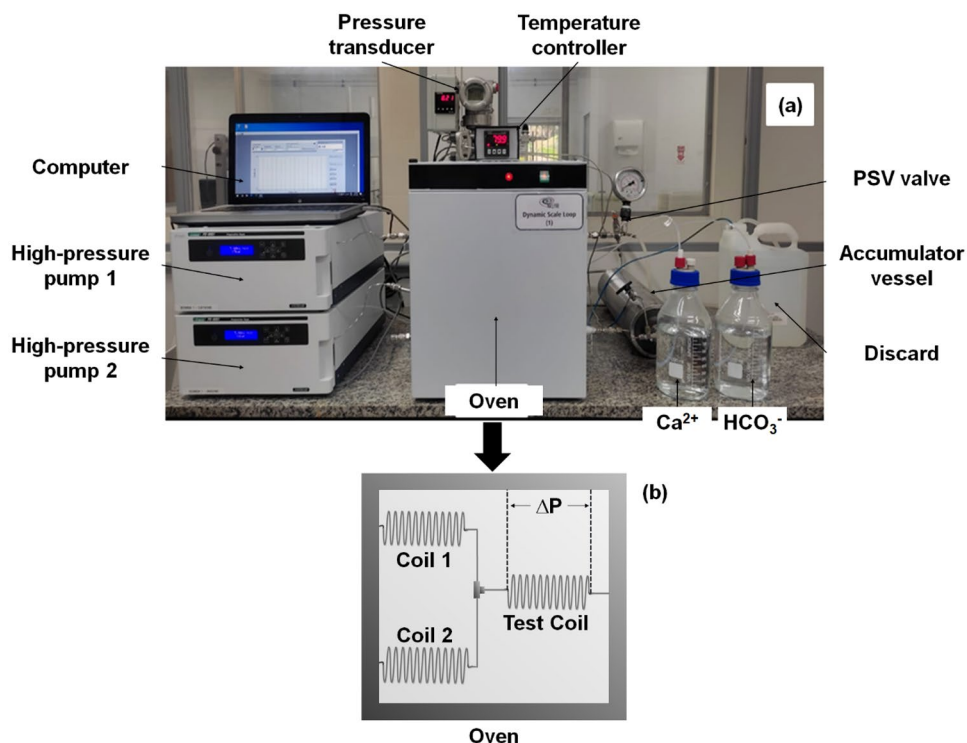 Pressure
transducer
Temperature
controller
(a)
Computer
PSV valve
High-pressure
pump 1
Accumulator
vessel
High-pressure
pump 2
Discard
Dynamic Scale Loop
(1)
Oven
Ca²⁺
HCO₃⁻
(b)
ΔP
Coil 1
Test Coil
Coil 2
Oven